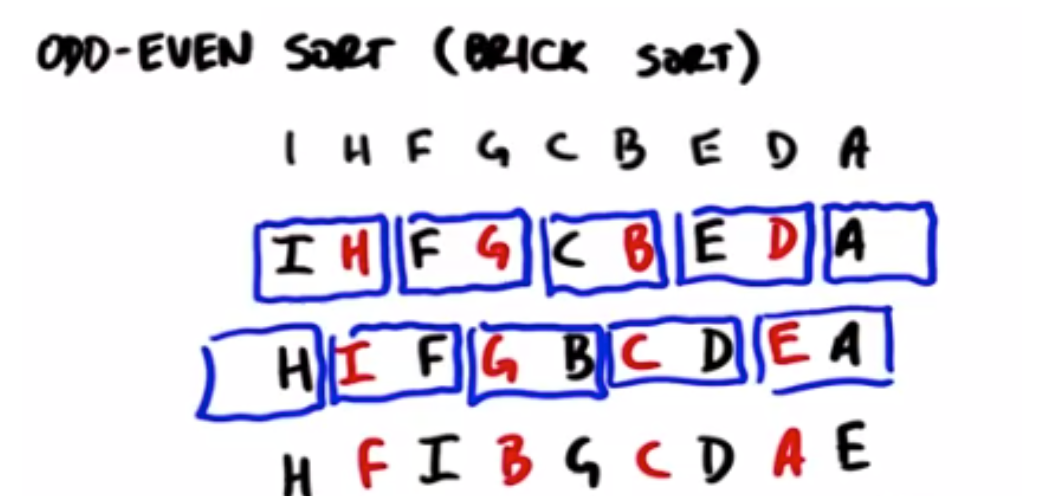 ODD-EVEN SORT (BRICK SORT)
I H F G C B E D A
I H F G C B E D A
H I F G B C D E A
H F I B G C D A E